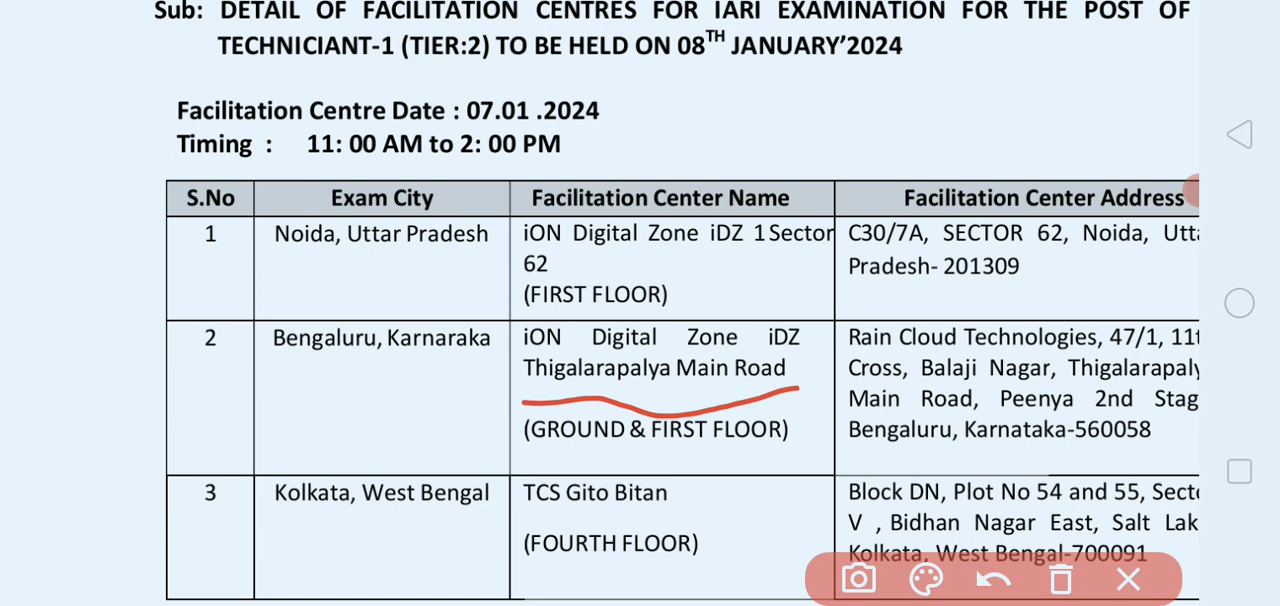 Sub: DETAIL OF FACILITATION CENTRES FOR IARI EXAMINATION FOR THE POST OF
TECHNICIANT-1 (TIER:2) TO BE HELD ON 08TH JANUARY’2024
Facilitation Centre Date : 07.01 .2024
Timing : 11: 00 AM to 2: 00 PM
S.No Exam City Facilitation Center Name Facilitation Center Address
1 Noida, Uttar Pradesh
iON Digital Zone iDZ 1Sector
62
(FIRST FLOOR)
C30/7A, SECTOR 62, Noida,
Pradesh- 201309
2 Bengaluru, Karnaraka
iON Digital Zone iDZ
Thigalarapalya Main Road
(GROUND & FIRST FLOOR)
Rain Cloud Technologies, 47/1,
Cross, Balaji Nagar,
Main Road, Peenya 2nd
Bengaluru, Karnataka-560058
3 Kolkata, West Bengal
TCS Gito Bitan
(FOURTH FLOOR)
Block DN, Plot No 54 and 55,
V , Bidhan Nagar East, Salt
Kolkata, West Bengal-700091